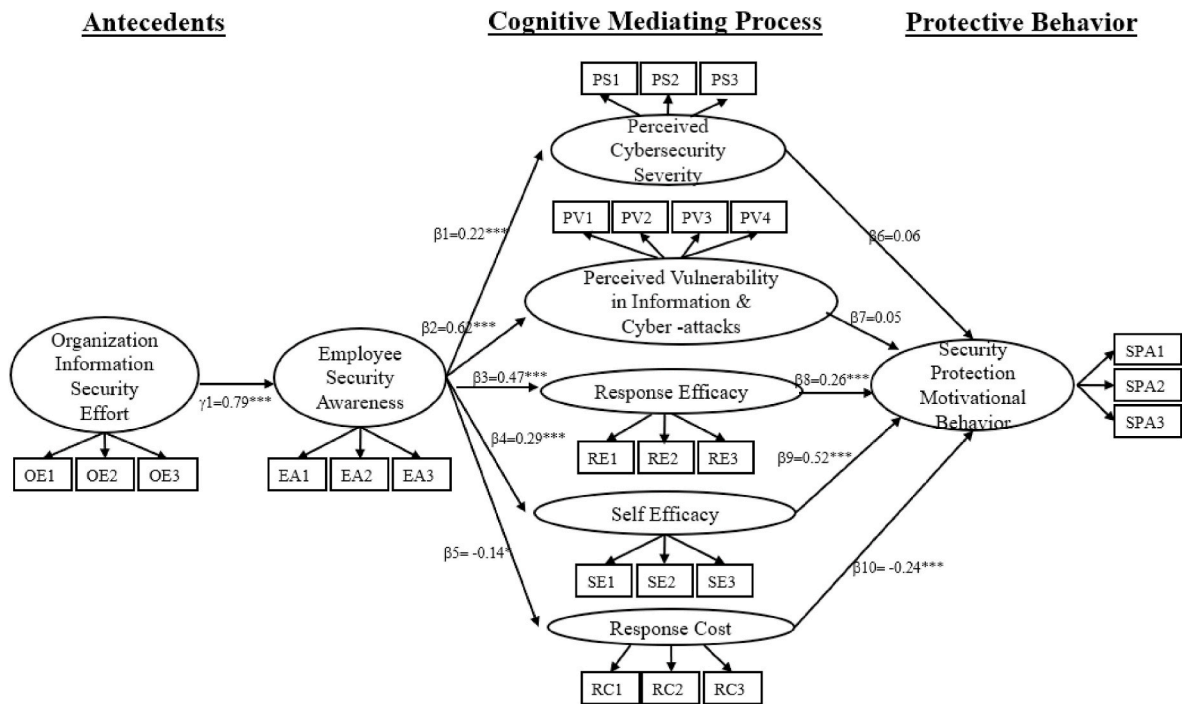 Antecedents
Cognitive Mediating Process
Protective Behavior
PS1
PS2
PS3
Perceived
Cybersecurity
Severity
PV1
PV2
PV3
PV4
β1=0.22***
β6=0.06
Perceived Vulnerability
in Information &
Cyber -attacks
β2=0.62***
β7=0.05
Organization
Information
Security
Effort
γ1=0.79***
Employee
Security
Awareness
β3=0.47***
Response Efficacy
β8=0.26***
Security
Protection
Motivational
Behavior
SPA1
SPA2
SPA3
OE1
OE2
OE3
EA1
EA2
EA3
β4=0.29***
RE1
RE2
RE3
β9=0.52***
Self Efficacy
β5= -0.14*
SE1
SE2
SE3
β10= -0.24***
Response Cost
RC1
RC2
RC3